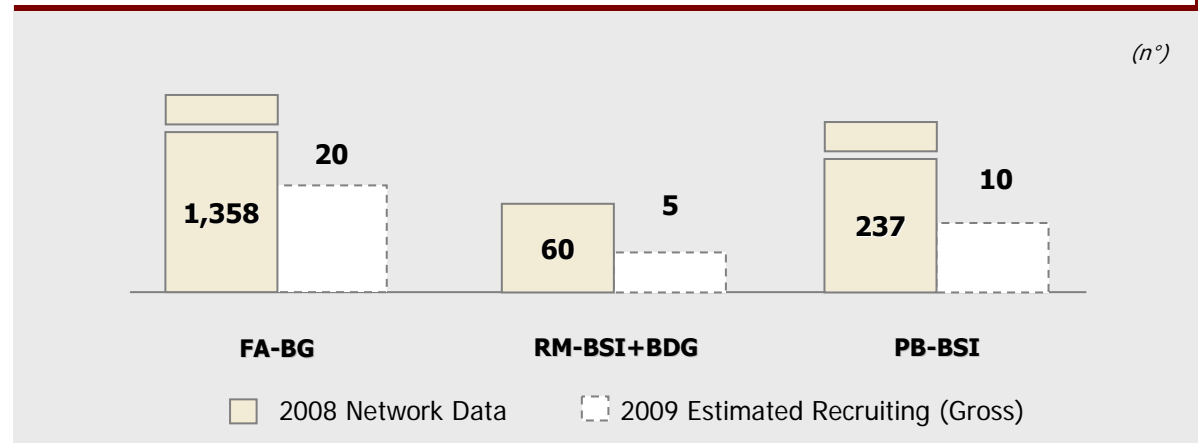 (n°)
20
1,358
5
60
10
237
FA-BG
RM-BSI+BDG
PB-BSI
2008 Network Data
2009 Estimated Recruiting (Gross)